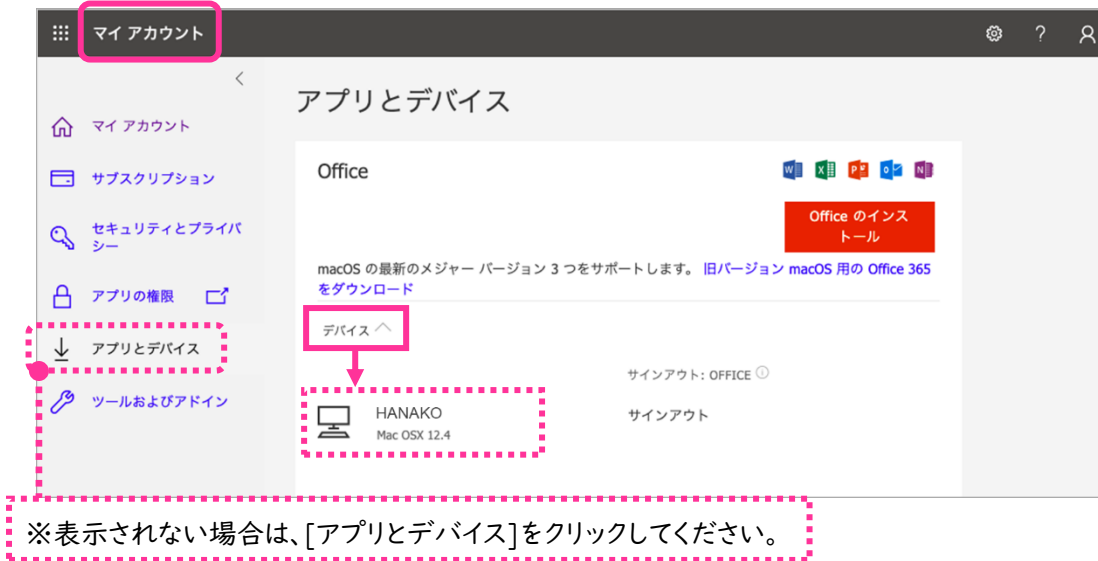 マイ アカウント
?
アプリとデバイス
マイ アカウント
サブスクリプション
セキュリティとプライバ
シー
アプリの権限
アプリとデバイス
ツールおよびアドイン
Office
Office のインス
トール
macOS の最新のメジャー バージョン 3 つをサポートします。 旧バージョン macOS 用の Office 365
をダウンロード
デバイス
サインアウト: OFFICE
HANAKO
Mac OSX 12.4
サインアウト
※表示されない場合は、[アプリとデバイス]をクリックしてください。